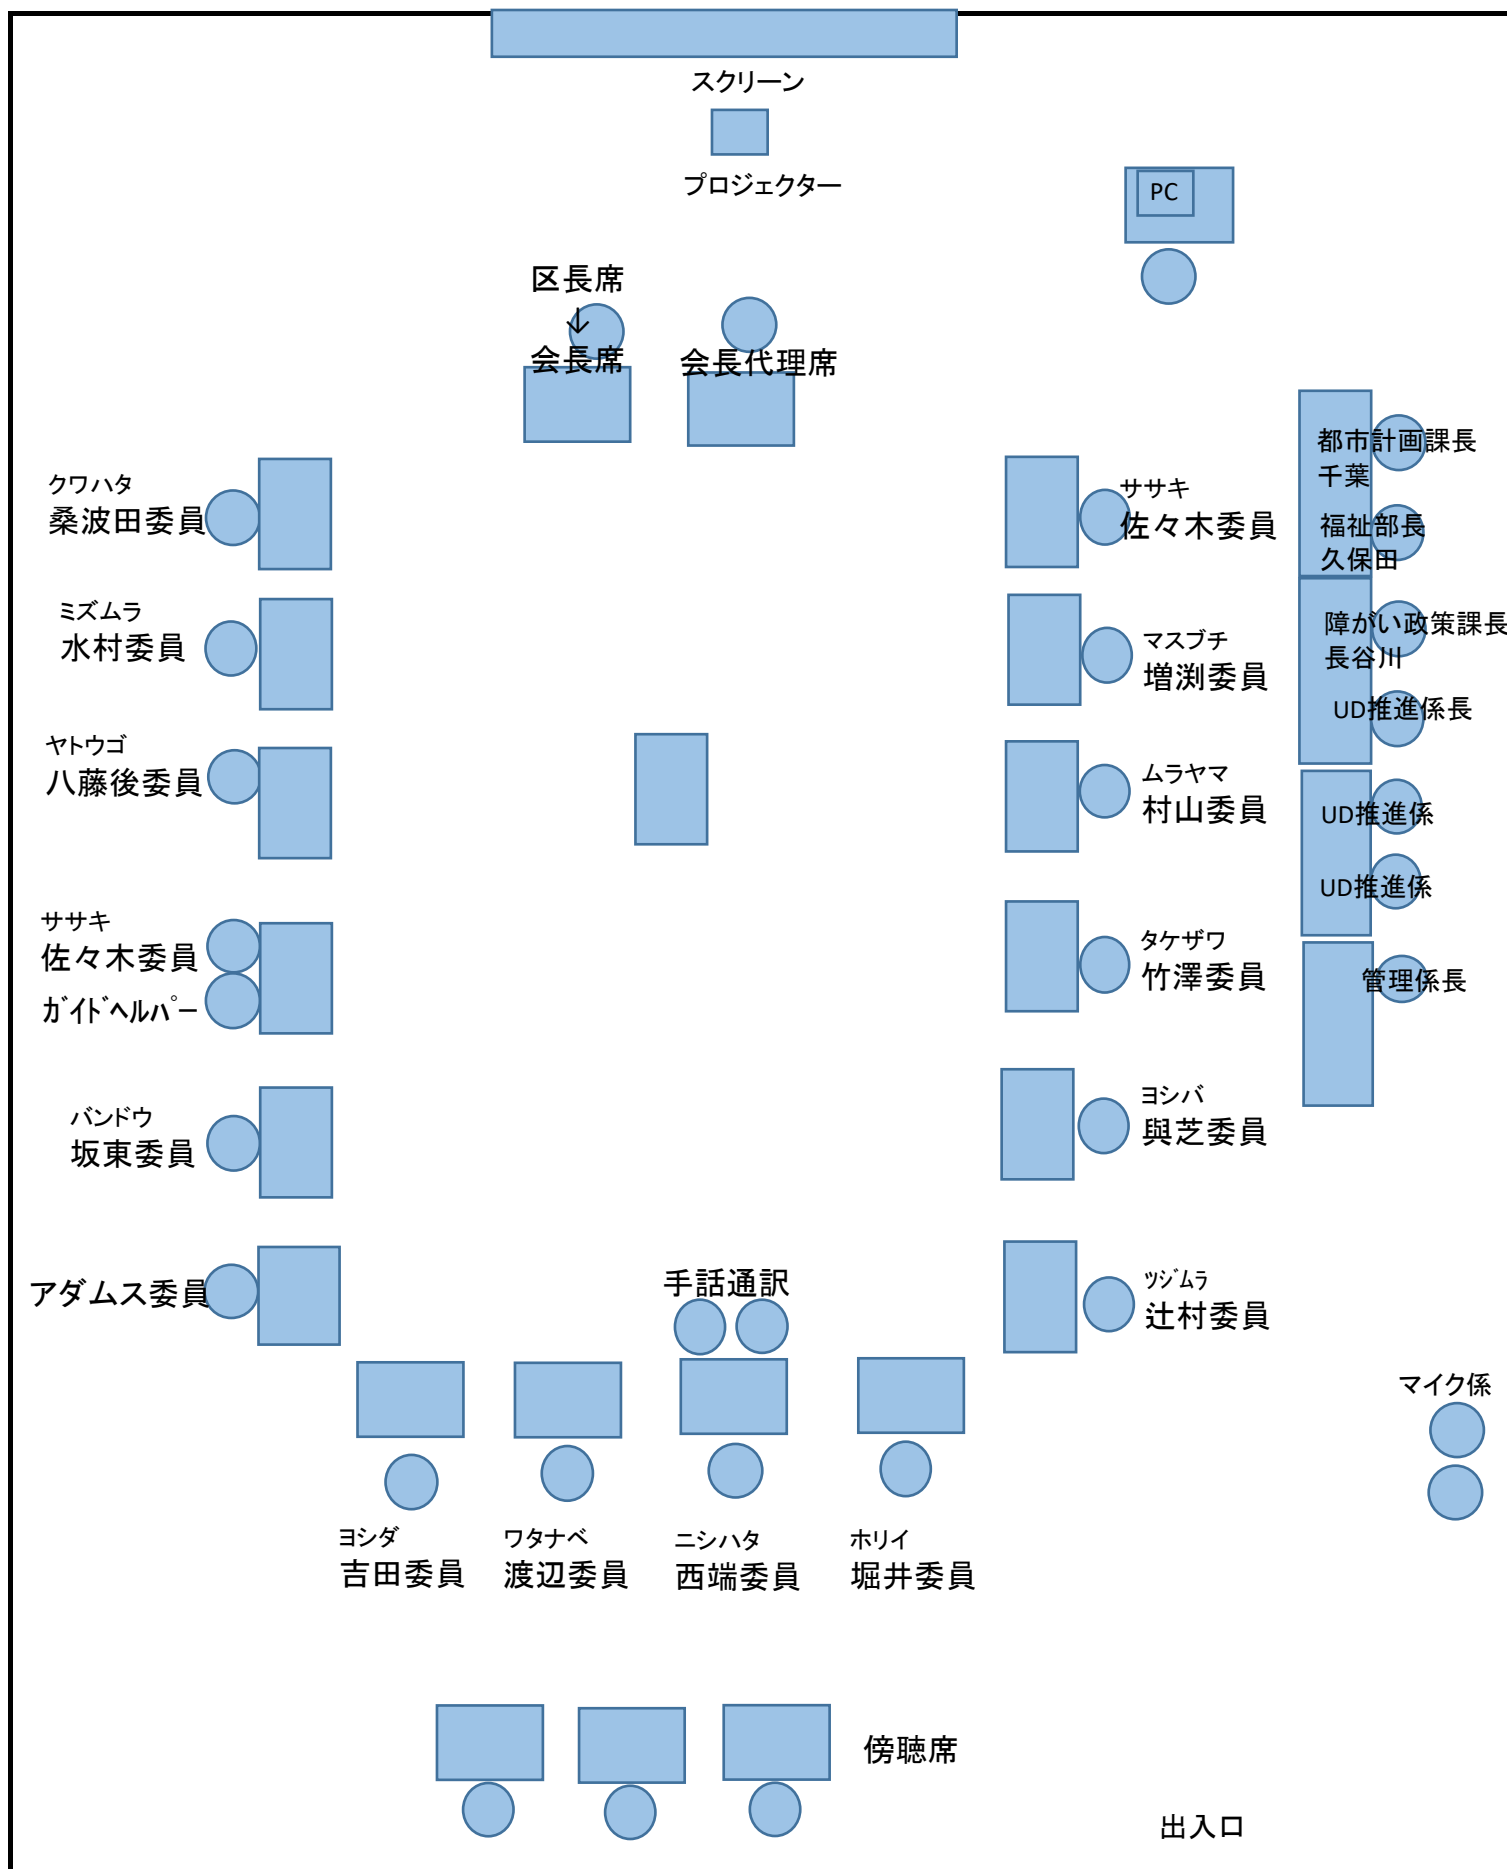 スクリーン
プロジェクター
PC
区長席
↓
会長席
会長代理席
クワハタ
桑波田委員
ミズムラ
水村委員
ヤトウゴ
八藤後委員
ササキ
佐々木委員
ｶﾞｲﾄﾞﾍﾙﾊﾟｰ
バンドウ
坂東委員
アダムス委員
ササキ
佐々木委員
マスブチ
増渕委員
ムラヤマ
村山委員
タケザワ
竹澤委員
ヨシバ
與芝委員
ﾂｼﾞﾑﾗ
辻村委員
都市計画課長
千葉
福祉部長
久保田
障がい政策課長
長谷川
UD推進係長
UD推進係
UD推進係
管理係長
手話通訳
マイク係
ヨシダ
吉田委員
ワタナベ
渡辺委員
ニシハタ
西端委員
ホリイ
堀井委員
傍聴席
出入口